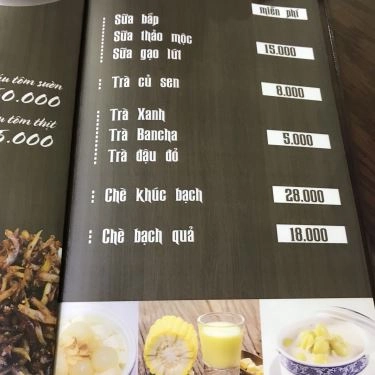 Sữa bắp
miễn phí
Sữa thảo mộc
Sữa gạo lứt
15.000
Trà củ sen
8.000
Trà Xanh
Trà Bancha
5.000
Trà đậu đỏ
Chè khúc bạch
28.000
Chè bạch quả
18.000
tôm sườn
0.000
tôm thịt
5.000